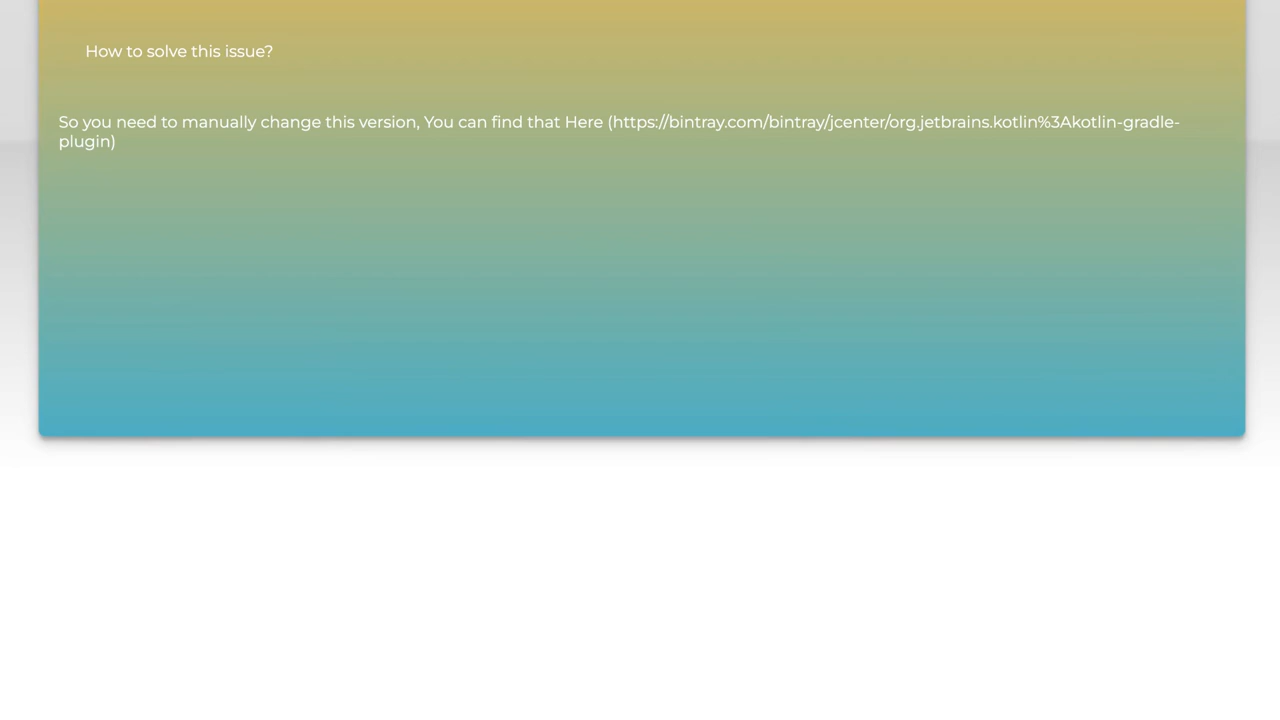 How to solve this issue?
So you need to manually change this version, You can find that Here (https://bintray.com/bintray/jcenter/org.jetbrains.kotlin%3Akotlin-gradle-
plugin)